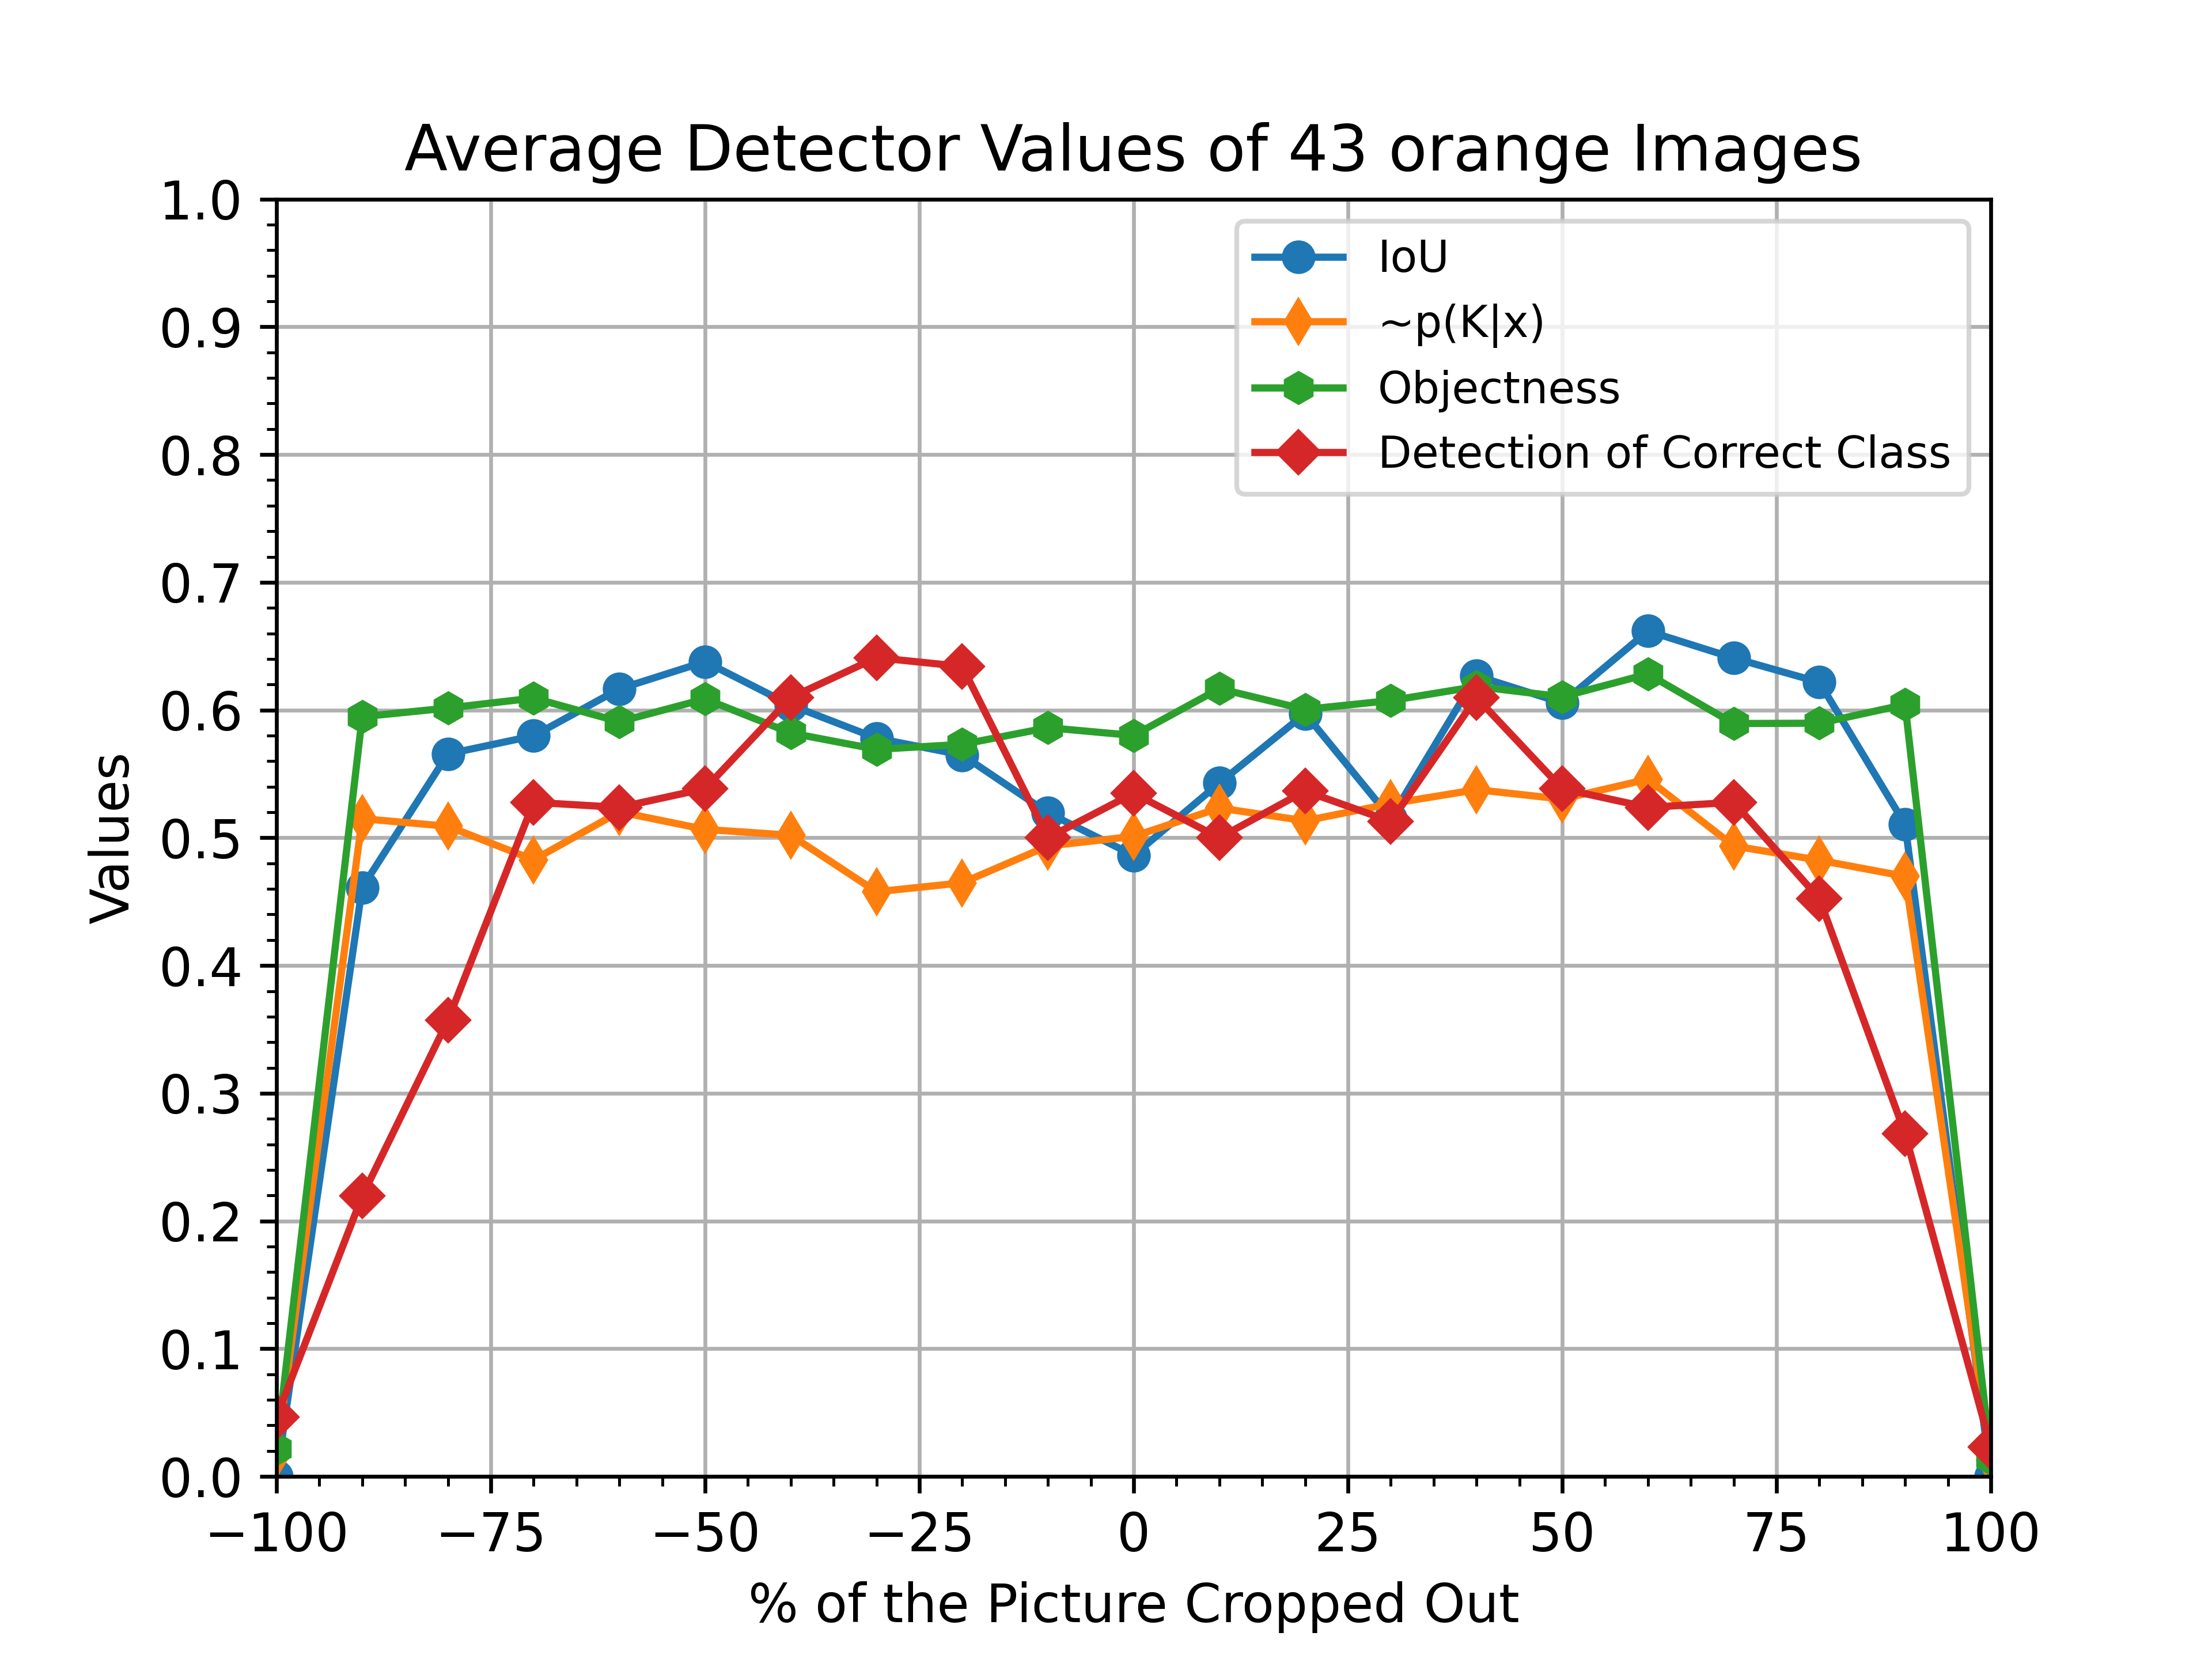 Average Detector Values of 43 orange Images
1.0
0.9
0.8
0.7
0.6
0.5
0.4
0.3
0.2
0.1
0.0
Values
IoU
~p(K|x)
Objectness
Detection of Correct Class
−100 −75 −50 −25 0 25 50 75 100
% of the Picture Cropped Out